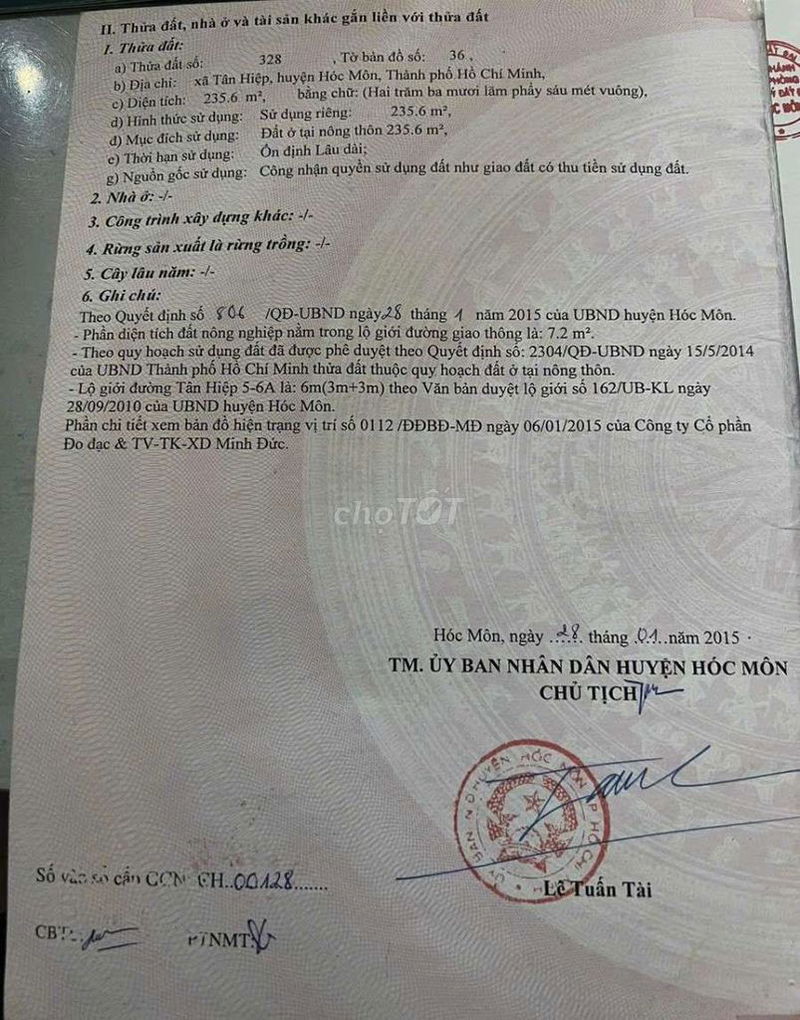 II. Thửa đất, nhà ở và tài sản khác gắn liền với thửa đất
1. Thửa đất:
a) Thửa đất số: 328 , Tờ bản đồ số: 36 ,
b) Địa chỉ: xã Tân Hiệp, huyện Hóc Môn, Thành phố Hồ Chí Minh,
c) Diện tích: 235.6 m², bằng chữ: (Hai trăm ba mươi lăm phẩy sáu mét vuông),
d) Hình thức sử dụng: Sử dụng riêng: 235.6 m²,
đ) Mục đích sử dụng: Đất ở tại nông thôn 235.6 m²,
e) Thời hạn sử dụng: Ổn định Lâu dài;
g) Nguồn gốc sử dụng: Công nhận quyền sử dụng đất như giao đất có thu tiền sử dụng đất.
2. Nhà ở: -/-
3. Công trình xây dựng khác: -/-
4. Rừng sản xuất là rừng trồng: -/-
5. Cây lâu năm: -/-
6. Ghi chú:
Theo Quyết định số 806 /QĐ-UBND ngày 28 tháng 1 năm 2015 của UBND huyện Hóc Môn.
- Phần diện tích đất nông nghiệp nằm trong lộ giới đường giao thông là: 7.2 m².
- Theo quy hoạch sử dụng đất đã được phê duyệt theo Quyết định số: 2304/QĐ-UBND ngày 15/5/2014
của UBND Thành phố Hồ Chí Minh thửa đất thuộc quy hoạch đất ở tại nông thôn.
- Lộ giới đường Tân Hiệp 5-6A là: 6m(3m+3m) theo Văn bản duyệt lộ giới số 162/UB-KL ngày
28/09/2010 của UBND huyện Hóc Môn.
Phần chi tiết xem bản đồ hiện trạng vị trí số 0112 /ĐĐBĐ-MĐ ngày 06/01/2015 của Công ty Cổ phần
Đo đạc & TV-TK-XD Minh Đức.
chợTỐT
Hóc Môn, ngày ..28.. tháng .01..năm 2015
TM. ỦY BAN NHÂN DÂN HUYỆN HÓC MÔN
CHỦ TỊCH
Lê Tuấn Tài
Số vào sổ cấp GCN: CH..00128.......
CBT:
PTNMT